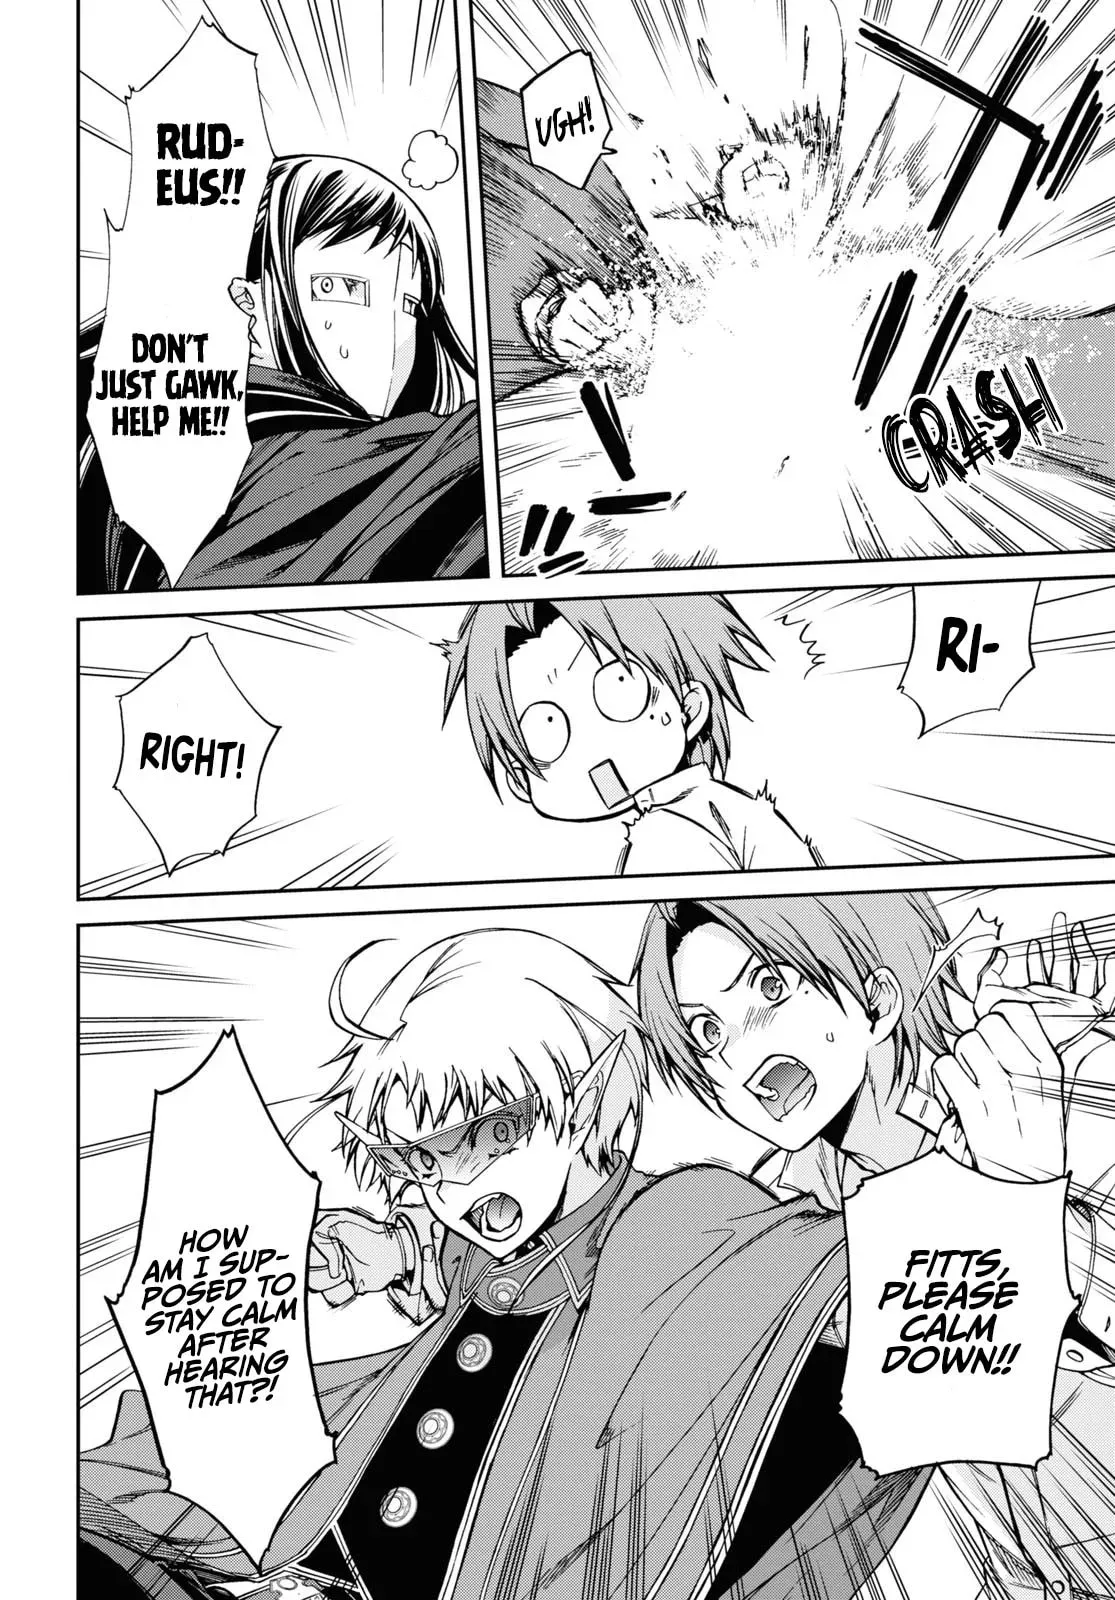 UGH!
CRASH
RUD-
EUS!!
DON'T
JUST GAWK,
HELP ME!!
RI-
RIGHT!
FITTS,
PLEASE
CALM
DOWN!!
HOW
AM I SUP-
POSED TO
STAY CALM
AFTER
HEARING
THAT?!